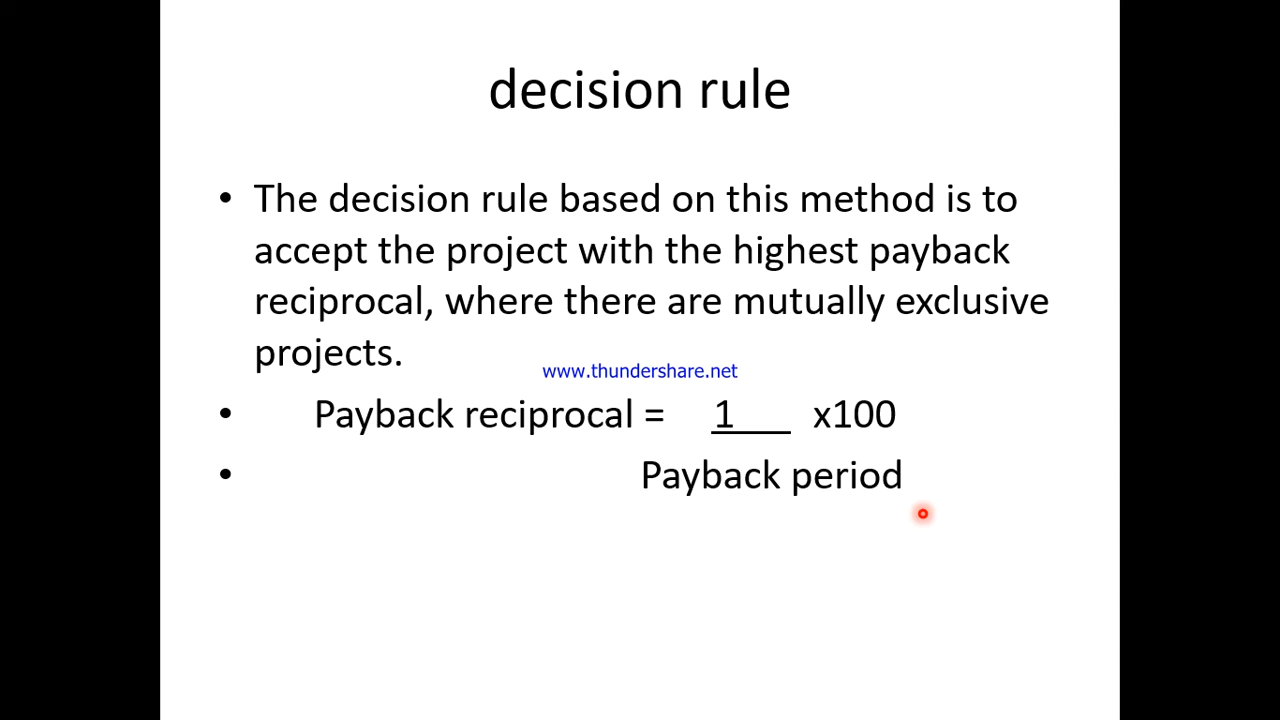 decision rule
• The decision rule based on this method is to
accept the project with the highest payback
reciprocal, where there are mutually exclusive
projects.
www.thundershare.net
• Payback reciprocal = 1 x100
• Payback period